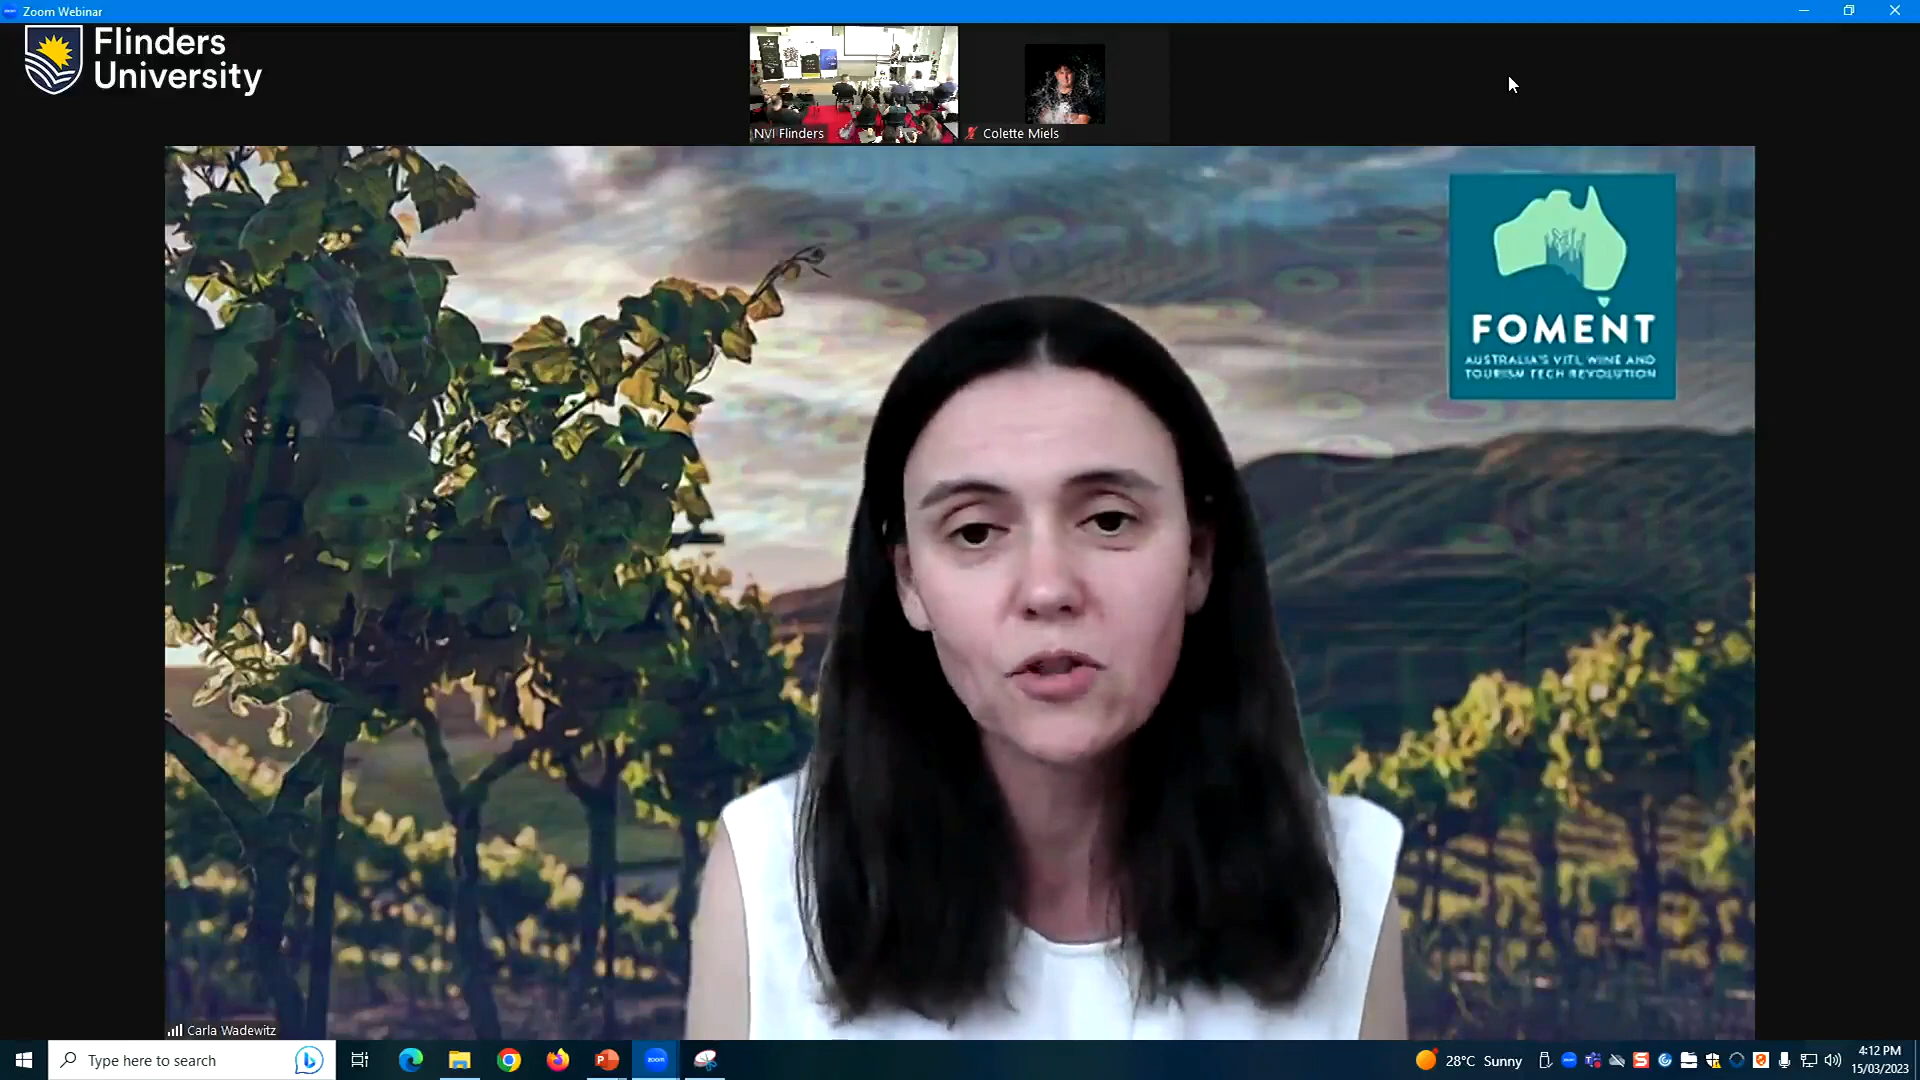 Zoom Webinar
Flinders
University
NVI Flinders
Colette Miels
FOMENT
AUSTRALIA'S VITI, WINE AND
TOURISM TECH REVOLUTION
Carla Wadewitz
Type here to search
zoom
28°C Sunny
4:12 PM
15/03/2023